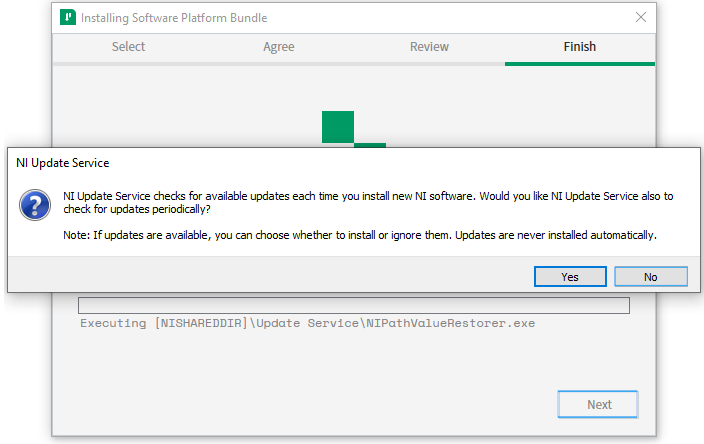 Installing Software Platform Bundle
Select
Agree
Review
Finish
NI Update Service
NI Update Service checks for available updates each time you install new NI software. Would you like NI Update Service also to
check for updates periodically?
Note: If updates are available, you can choose whether to install or ignore them. Updates are never installed automatically.
Yes
No
Executing [NISHAREDDIR]\Update Service\NIPathValueRestorer.exe
Next